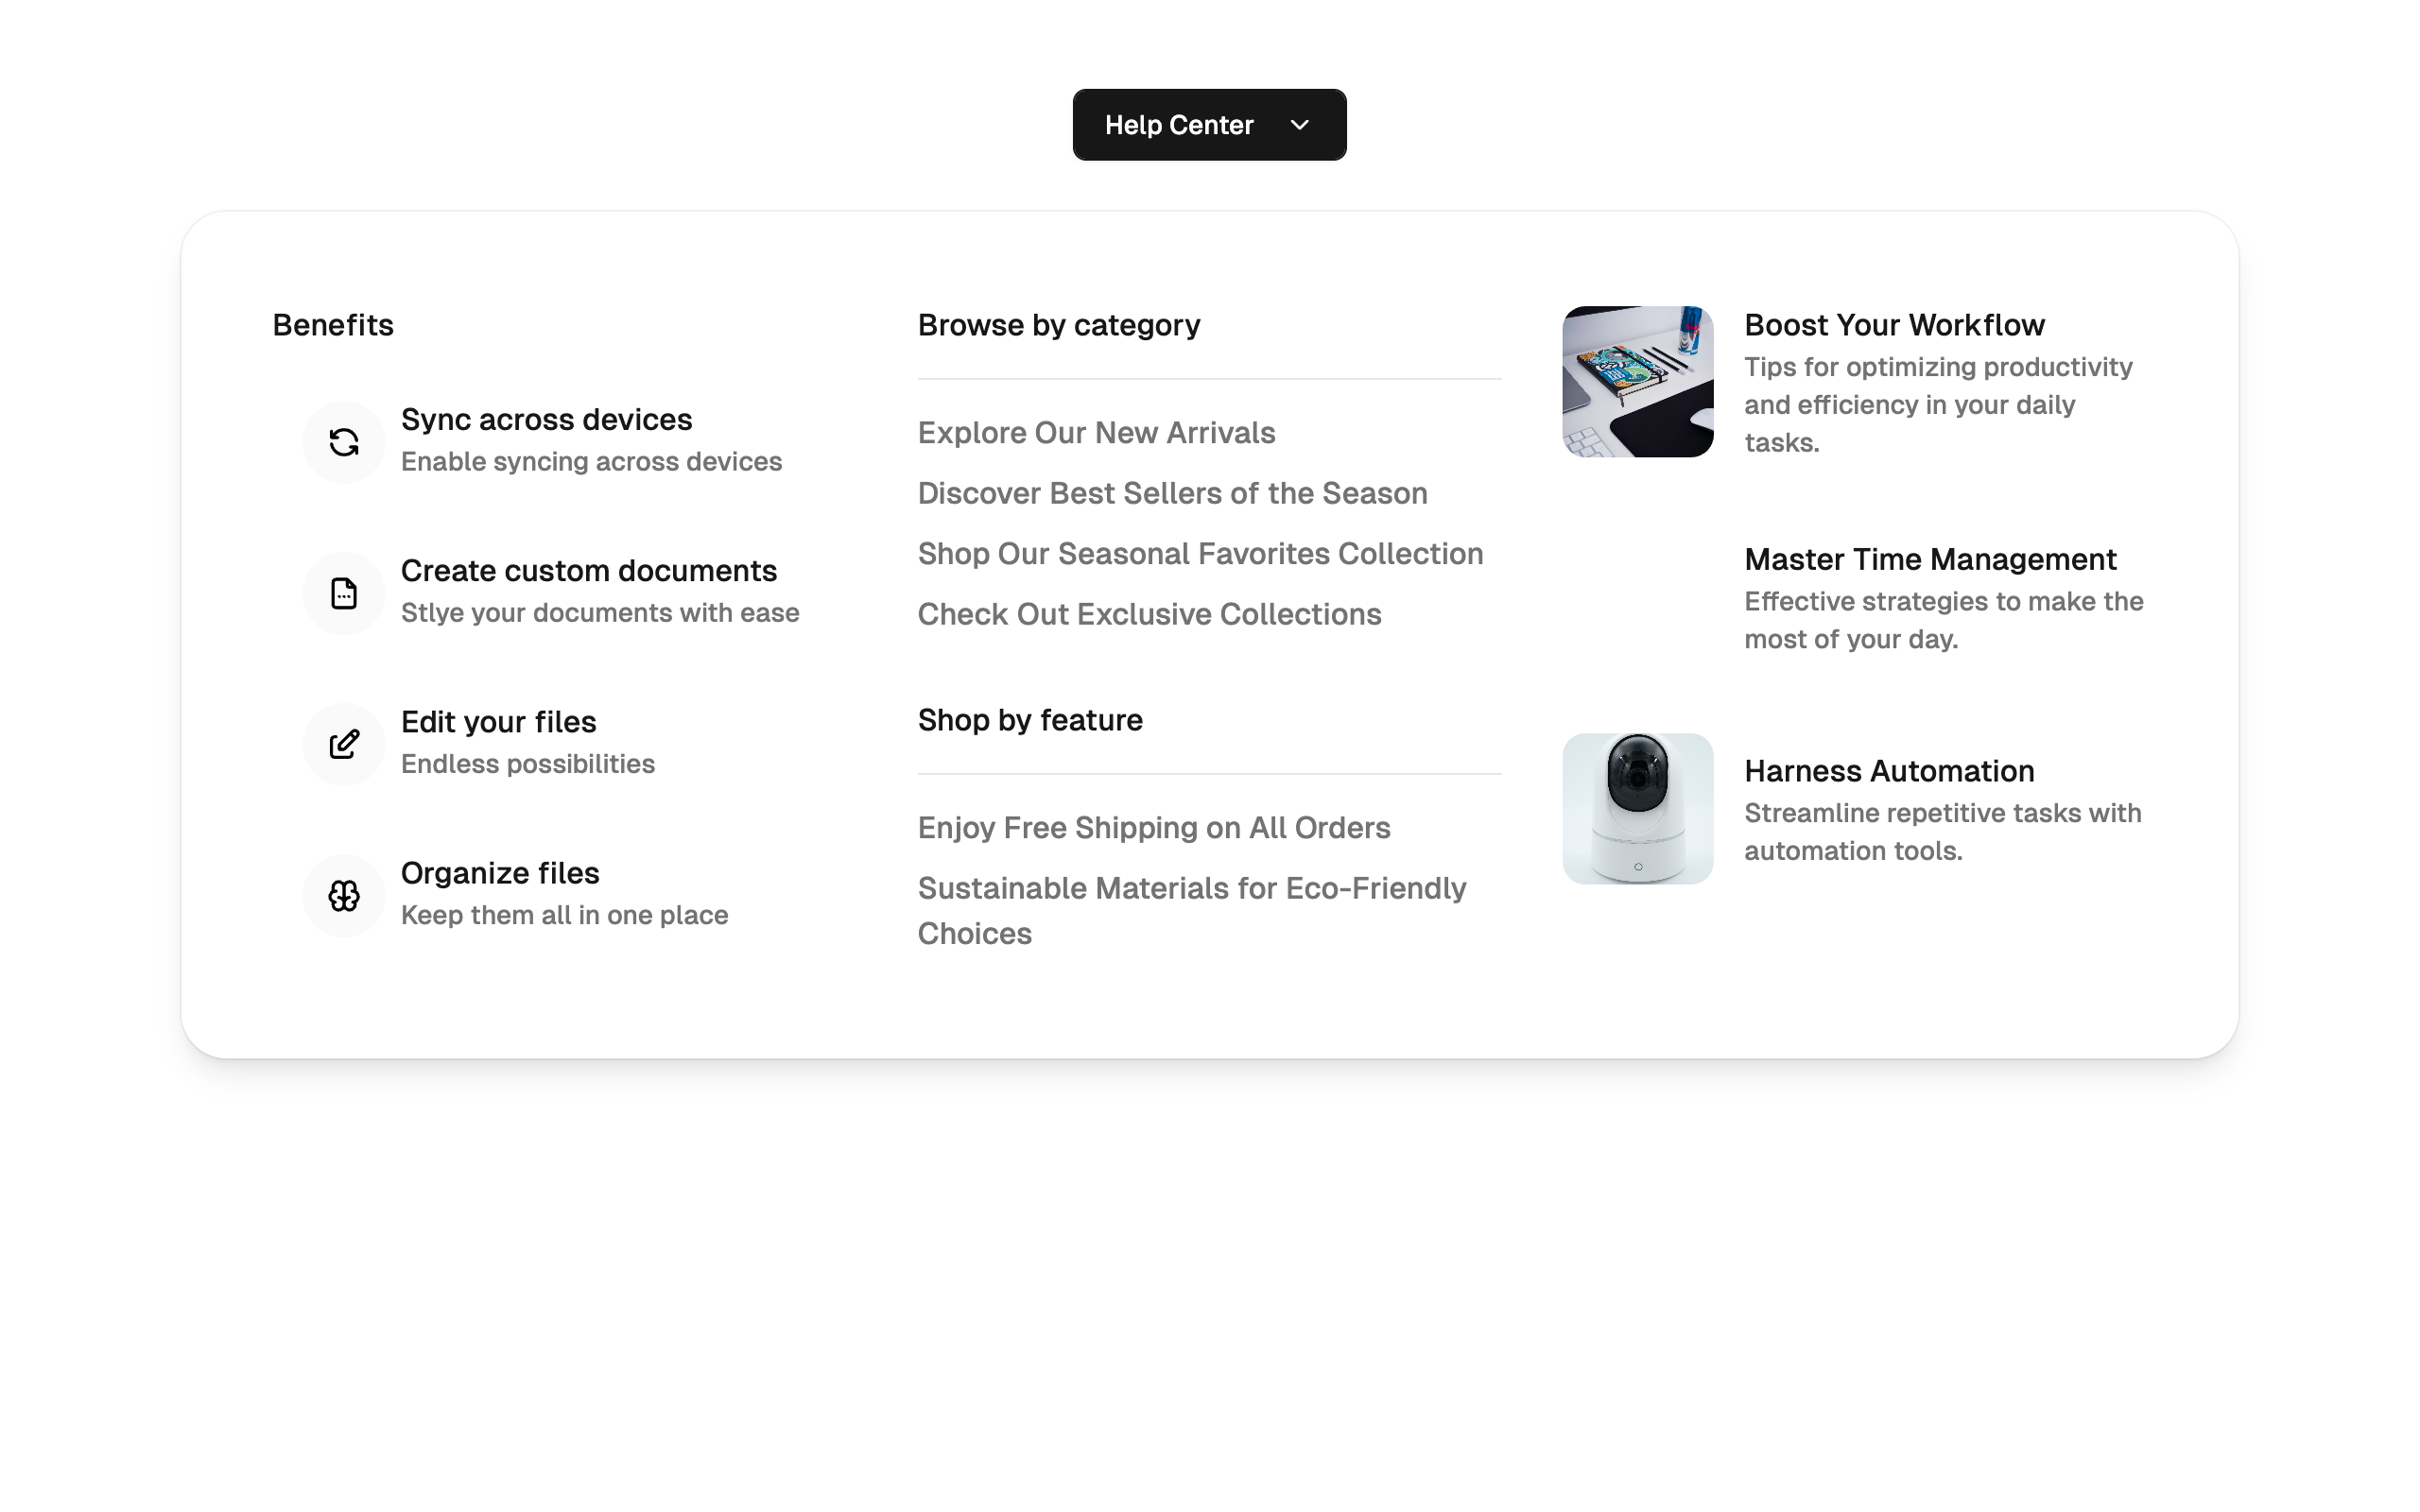 Help Center
Benefits
Sync across devices
Enable syncing across devices
Create custom documents
Stlye your documents with ease
Edit your files
Endless possibilities
Organize files
Keep them all in one place
Browse by category
Explore Our New Arrivals
Discover Best Sellers of the Season
Shop Our Seasonal Favorites Collection
Check Out Exclusive Collections
Shop by feature
Enjoy Free Shipping on All Orders
Sustainable Materials for Eco-Friendly
Choices
Boost Your Workflow
Tips for optimizing productivity
and efficiency in your daily
tasks.
Master Time Management
Effective strategies to make the
most of your day.
Harness Automation
Streamline repetitive tasks with
automation tools.